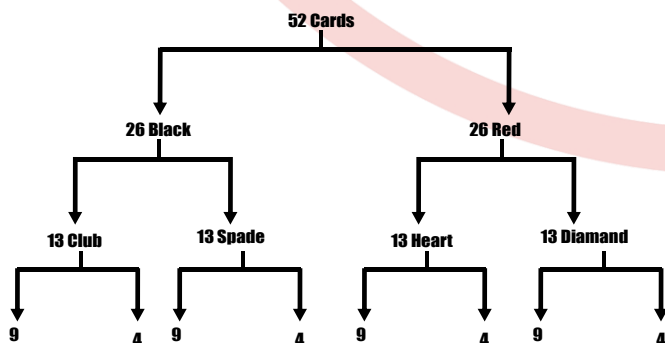 52 Cards
26 Black 26 Red
13 Club 13 Spade 13 Heart 13 Diamand
9 4 9 4 9 4 9 4